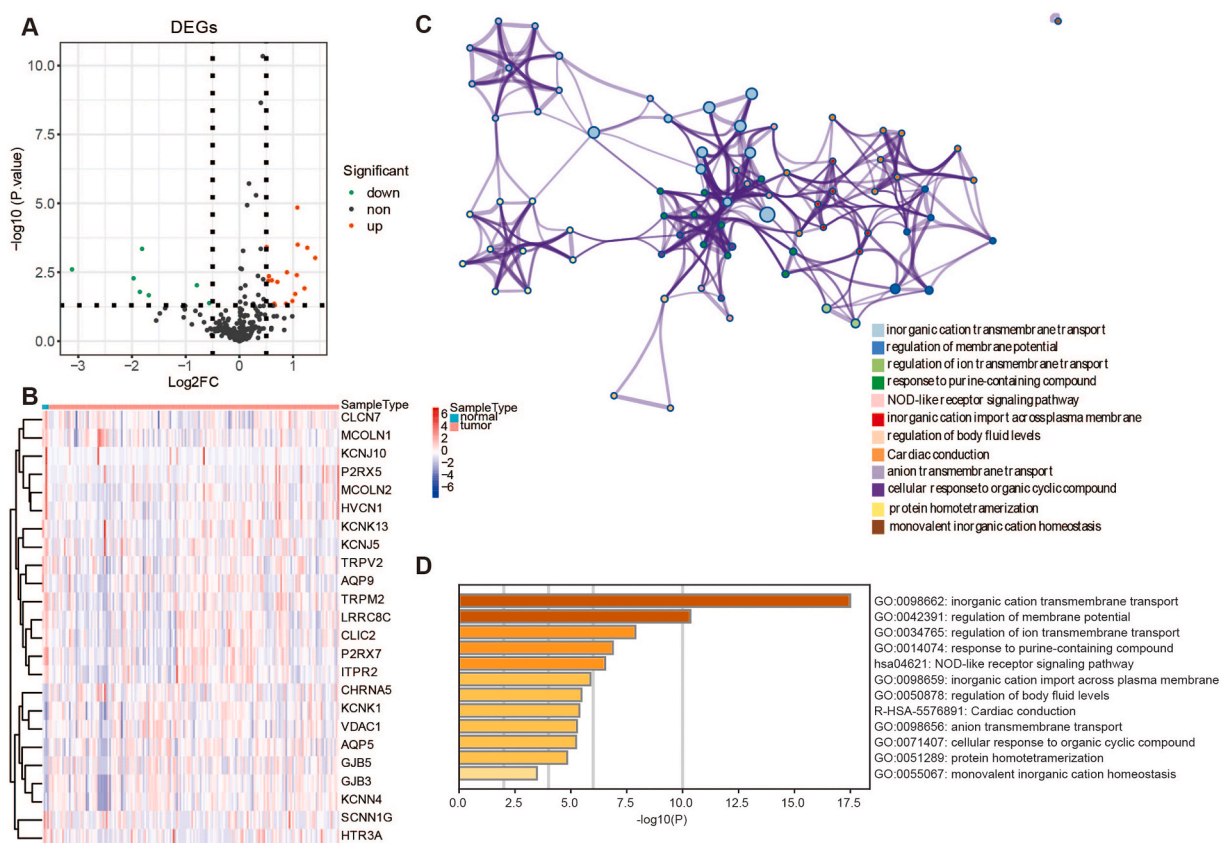 A
DEGs
10.0
7.5
5.0
2.5
0.0
-log10 (P.value)
-3
-2
-1
0
1
Log2FC
Significant
down
non
up
B
SampleType
CLCN7
MCOLN1
KCNJ10
P2RX5
MCOLN2
HVCN1
KCNK13
KCNJ5
TRPV2
AQP9
TRPM2
LRRC8C
CLIC2
P2RX7
ITPR2
CHRNA5
KCNK1
VDAC1
AQP5
GJB5
GJB3
KCNN4
SCNN1G
HTR3A
6
4
2
0
-2
-4
-6
SampleType
normal
tumor
C
inorganic cation transmembrane transport
regulation of membrane potential
regulation of ion transmembrane transport
response to purine-containing compound
NOD-like receptor signaling pathway
inorganic cation import acrossplasma membrane
regulation of body fluid levels
Cardiac conduction
anion transmembrane transport
cellular response to organic cyclic compound
protein homotetramerization
monovalent inorganic cation homeostasis
D
GO:0098662: inorganic cation transmembrane transport
GO:0042391: regulation of membrane potential
GO:0034765: regulation of ion transmembrane transport
GO:0014074: response to purine-containing compound
hsa04621: NOD-like receptor signaling pathway
GO:0098659: inorganic cation import across plasma membrane
GO:0050878: regulation of body fluid levels
R-HSA-5576891: Cardiac conduction
GO:0098656: anion transmembrane transport
GO:0071407: cellular response to organic cyclic compound
GO:0051289: protein homotetramerization
GO:0055067: monovalent inorganic cation homeostasis
0.0
2.5
5.0
7.5
10.0
12.5
15.0
17.5
-log10(P)